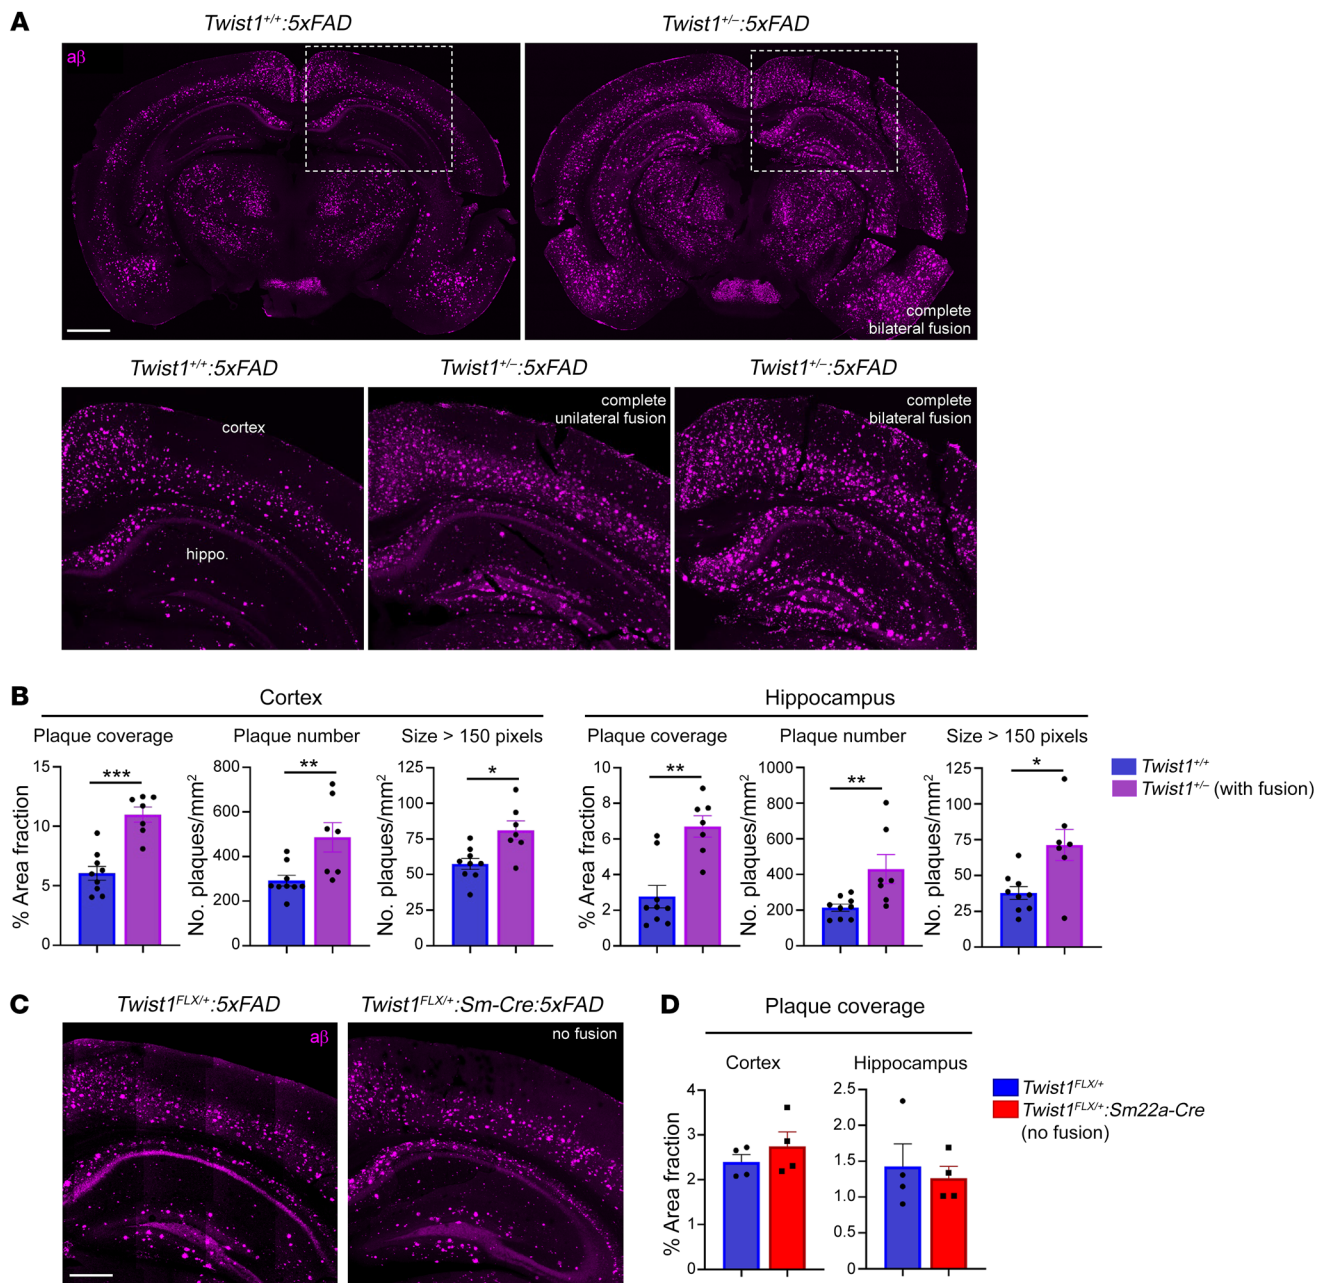 A
Twist1+/+:5xFAD
Twist1+/–:5xFAD
aβ
complete
bilateral fusion
Twist1+/+:5xFAD
Twist1+/–:5xFAD
Twist1+/–:5xFAD
cortex
hippo.
complete
unilateral fusion
complete
bilateral fusion
B
Cortex
Hippocampus
Plaque coverage
Plaque number
Size > 150 pixels
Plaque coverage
Plaque number
Size > 150 pixels
% Area fraction
15
10
5
0
***
No. plaques/mm2
800
600
400
200
0
**
No. plaques/mm2
125
100
75
50
25
0
*
% Area fraction
10
8
6
4
2
0
**
No. plaques/mm2
1000
800
600
400
200
0
**
No. plaques/mm2
125
100
75
50
25
0
*
Twist1+/+
Twist1+/– (with fusion)
C
Twist1FLX/+:5xFAD
Twist1FLX/+:Sm-Cre:5xFAD
aβ
no fusion
D
Plaque coverage
Cortex
Hippocampus
% Area fraction
4
3
2
1
0
2.5
2.0
1.5
1.0
0.5
0
Twist1FLX/+
Twist1FLX/+:Sm22a-Cre
(no fusion)